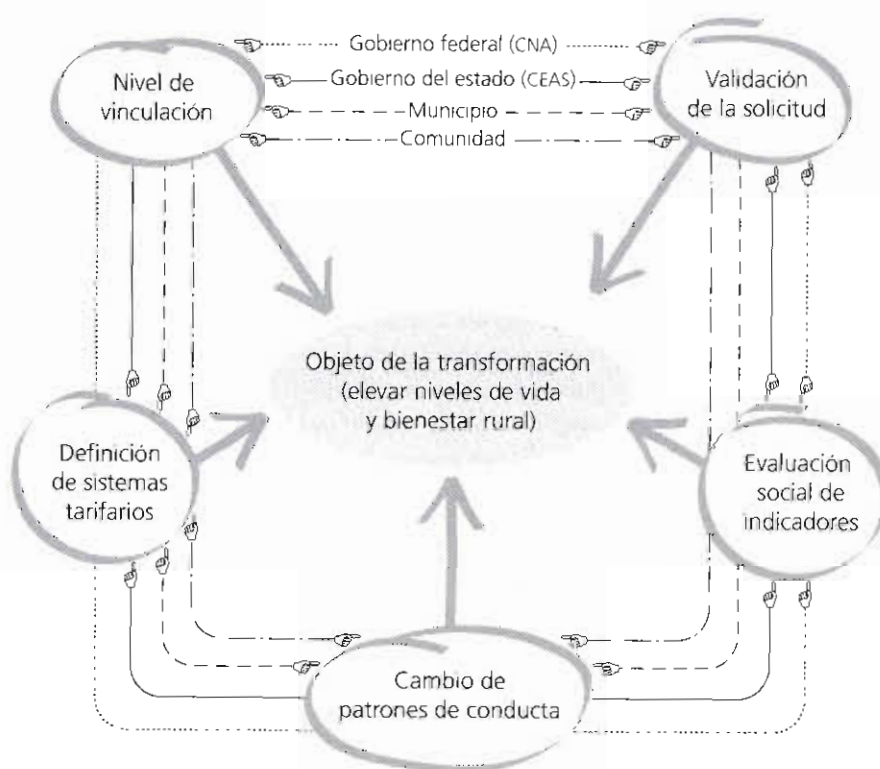 Nivel de
vinculación
Gobierno federal (CNA)
Gobierno del estado (CEAS)
Municipio
Comunidad
Validación
de la solicitud
Objeto de la transformación
(elevar niveles de vida
y bienestar rural)
Definición
de sistemas
tarifarios
Evaluación
social de
indicadores
Cambio de
patrones de conducta